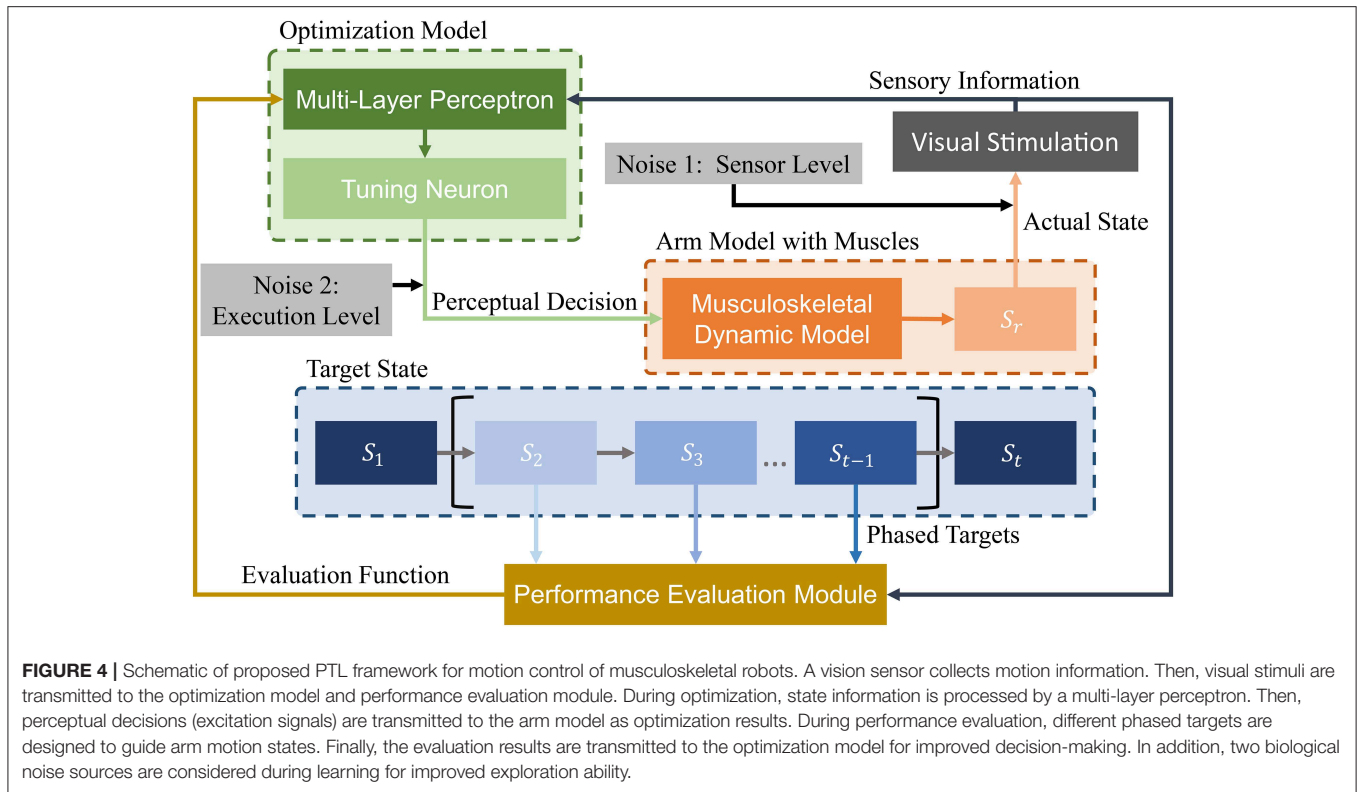 Optimization Model
Multi-Layer Perceptron
Tuning Neuron
Sensory Information
Visual Stimulation
Noise 1: Sensor Level
Actual State
Arm Model with Muscles
Noise 2:
Execution Level
Perceptual Decision
Musculoskeletal
Dynamic Model
S_r
Target State
S_1
S_2
S_3
...
S_{t−1}
S_t
Phased Targets
Evaluation Function
Performance Evaluation Module
FIGURE 4 | Schematic of proposed PTL framework for motion control of musculoskeletal robots. A vision sensor collects motion information. Then, visual stimuli are
transmitted to the optimization model and performance evaluation module. During optimization, state information is processed by a multi-layer perceptron. Then,
perceptual decisions (excitation signals) are transmitted to the arm model as optimization results. During performance evaluation, different phased targets are
designed to guide arm motion states. Finally, the evaluation results are transmitted to the optimization model for improved decision-making. In addition, two biological
noise sources are considered during learning for improved exploration ability.